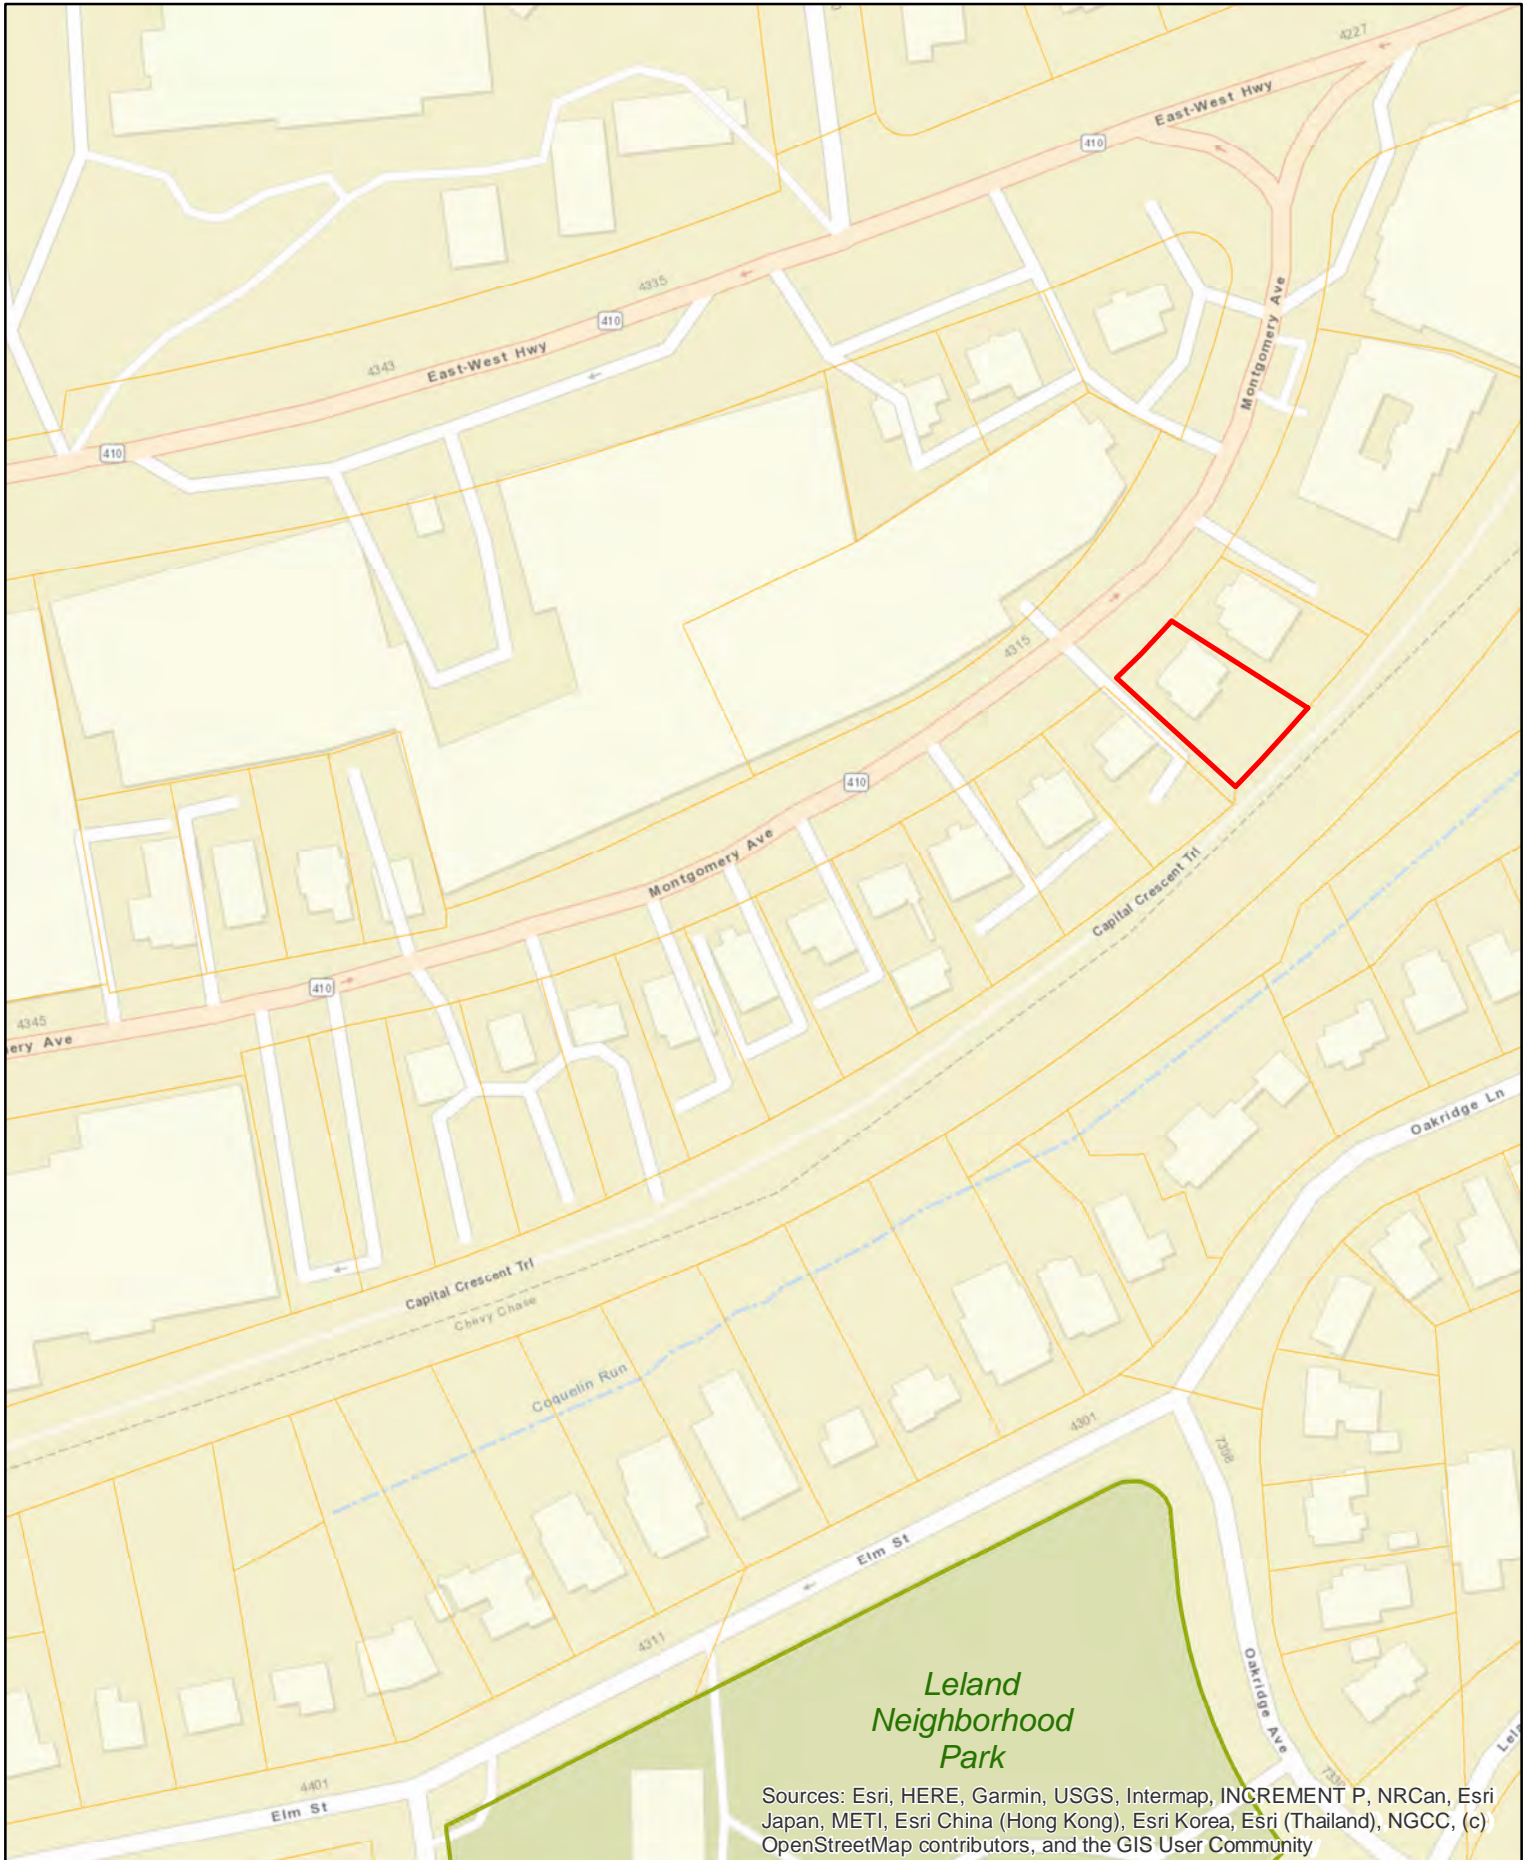 4227
East-West Hwy
410
4335
410
4343
East-West Hwy
410
Montgomery Ave
4315
410
Montgomery Ave
Capital Crescent Trl
410
4345
ery Ave
Oakridge Ln
Capital Crescent Trl
Chevy Chase
Coquelin Run
4301
7308
Elm St
4311
Oakridge Ave
Leland
Neighborhood
Park
4401
Elm St
Sources: Esri, HERE, Garmin, USGS, Intermap, INCREMENT P, NRCan, Esri
Japan, METI, Esri China (Hong Kong), Esri Korea, Esri (Thailand), NGCC, (c)
OpenStreetMap contributors, and the GIS User Community